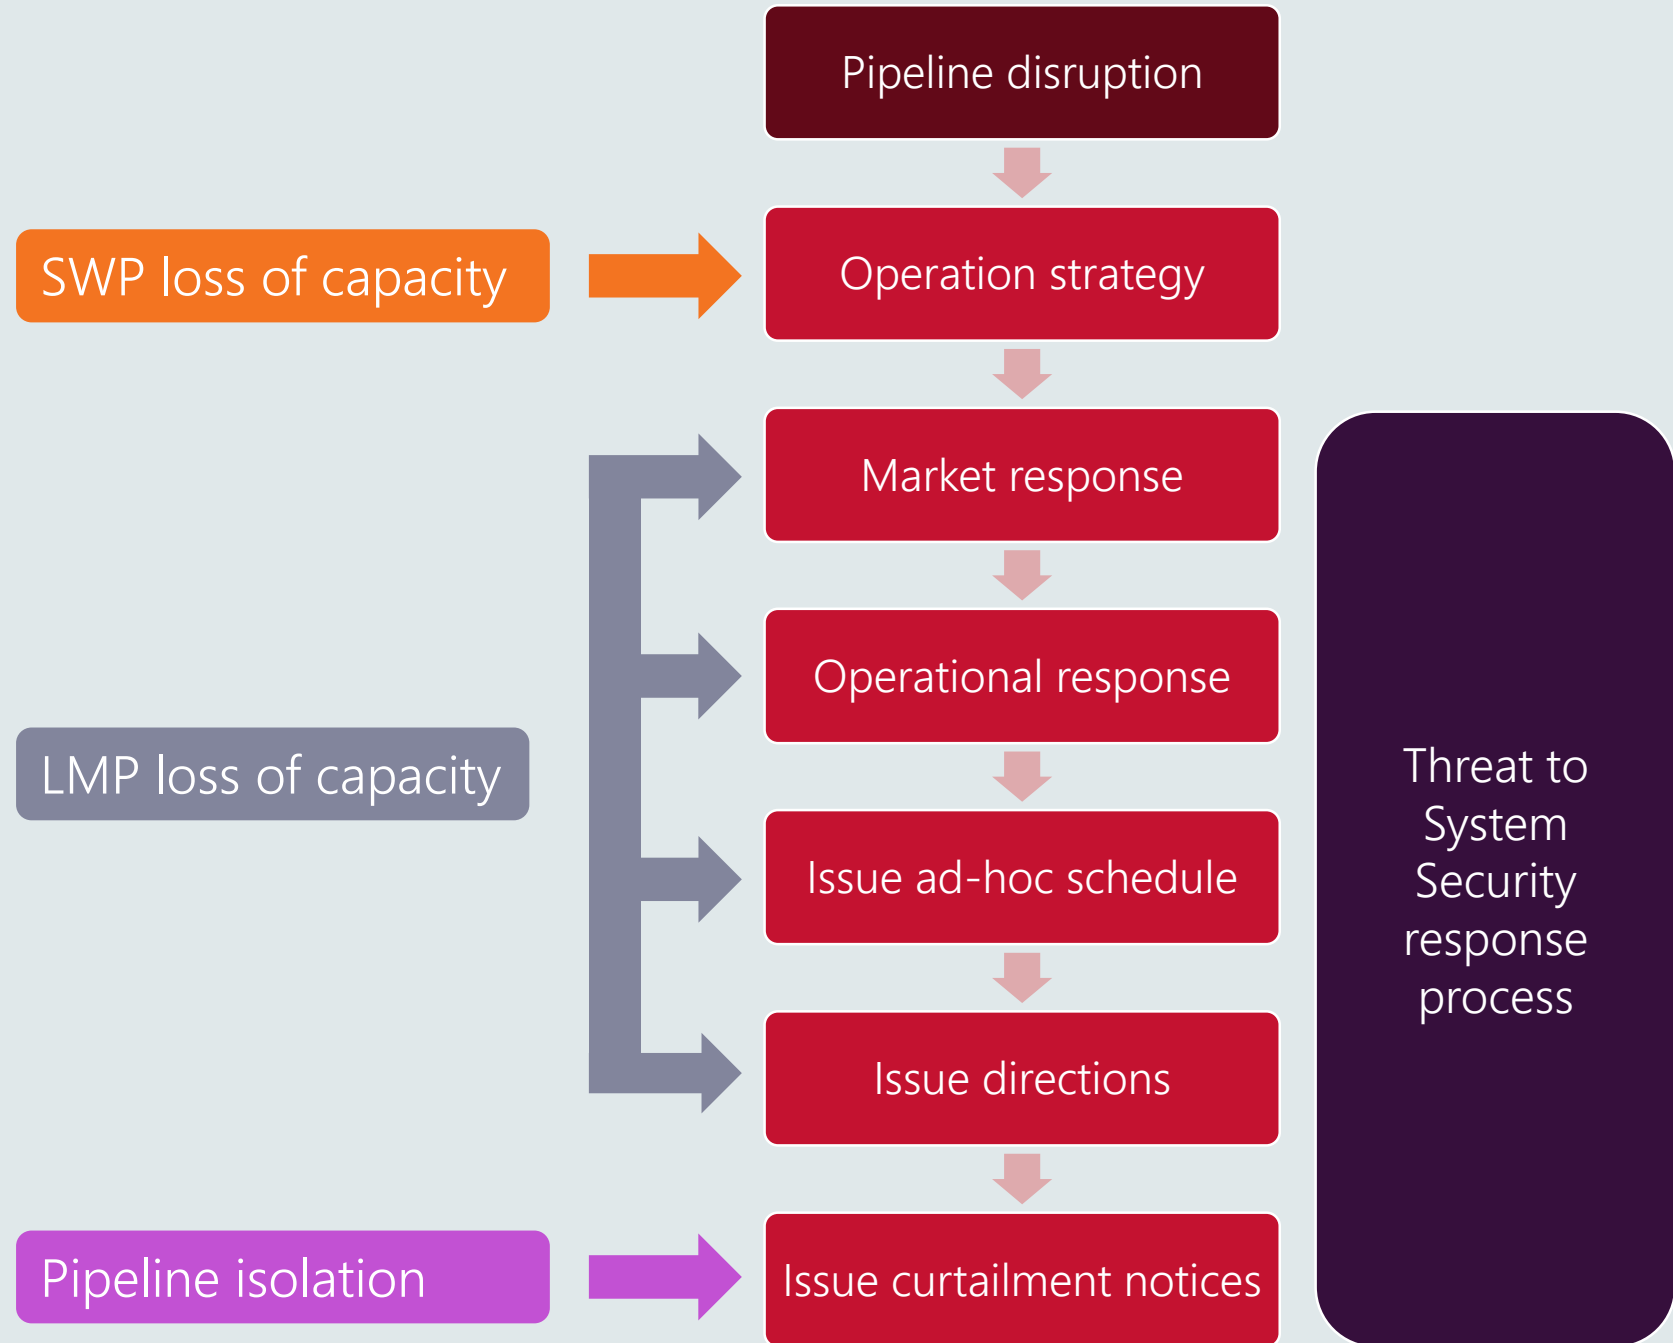 Pipeline disruption
SWP loss of capacity
Operation strategy
Market response
Operational response
LMP loss of capacity
Issue ad-hoc schedule
Issue directions
Pipeline isolation
Issue curtailment notices
Threat to
System
Security
response
process